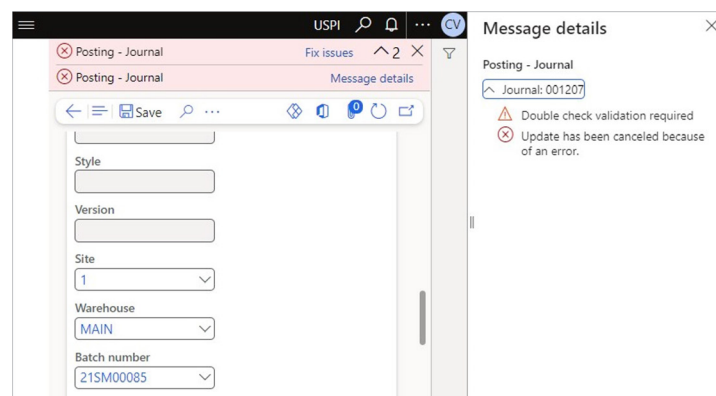 USPI
CV
Posting - Journal Fix issues 2
Posting - Journal Message details
Save 0
Style
Version
Site
1
Warehouse
MAIN
Batch number
21SM00085
Message details
Posting - Journal
Journal: 001207
Double check validation required
Update has been canceled because
of an error.